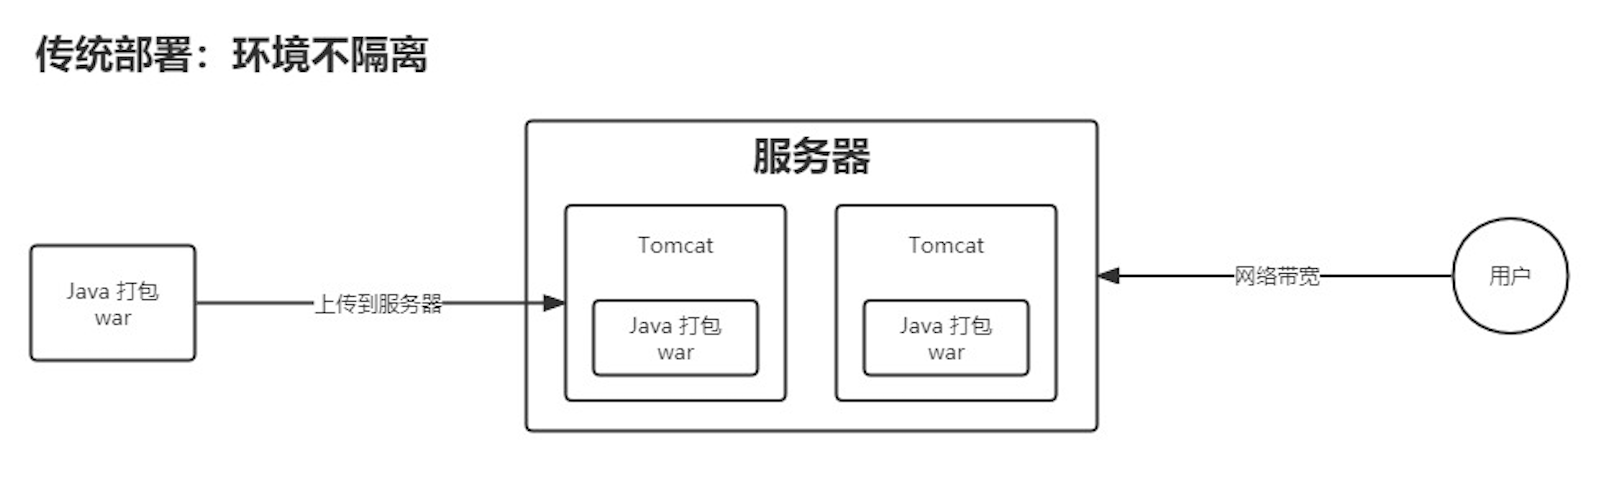 传统部署：环境不隔离
服务器
Tomcat
Tomcat
Java 打包
war
上传到服务器
Java 打包
war
Java 打包
war
网络带宽
用户